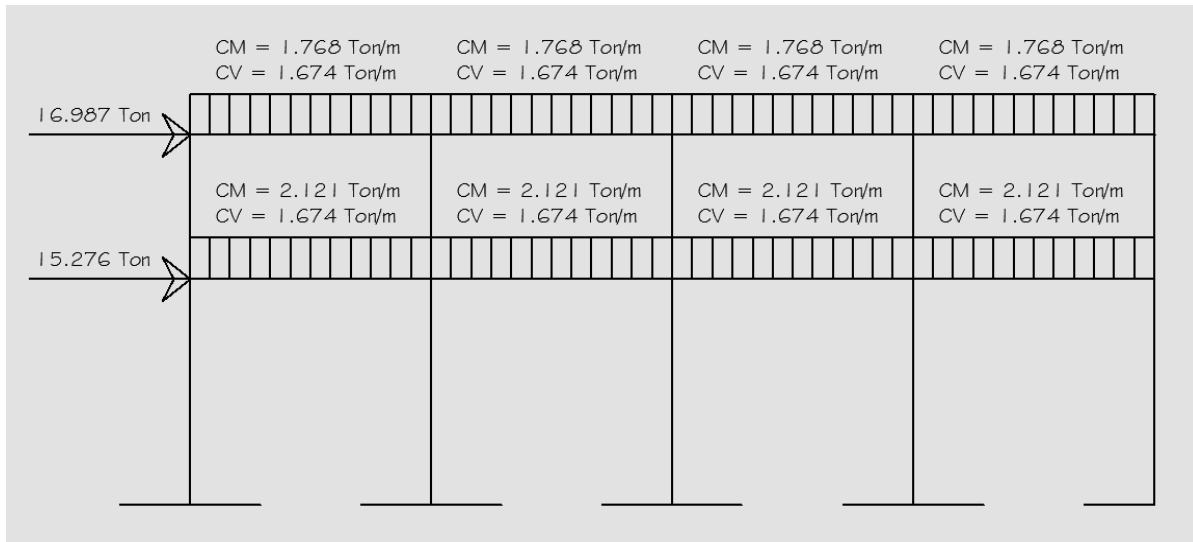 CM = 1.768 Ton/m CM = 1.768 Ton/m CM = 1.768 Ton/m CM = 1.768 Ton/m
CV = 1.674 Ton/m CV = 1.674 Ton/m CV = 1.674 Ton/m CV = 1.674 Ton/m
16.987 Ton
CM = 2.121 Ton/m CM = 2.121 Ton/m CM = 2.121 Ton/m CM = 2.121 Ton/m
CV = 1.674 Ton/m CV = 1.674 Ton/m CV = 1.674 Ton/m CV = 1.674 Ton/m
15.276 Ton